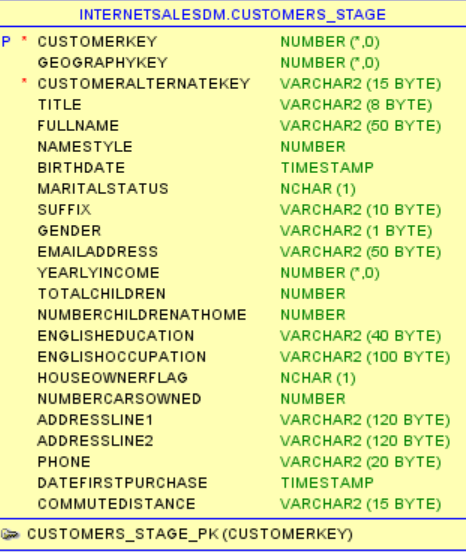 INTERNETSALESDM.CUSTOMERS_STAGE
P * CUSTOMERKEY NUMBER (*,0)
GEOGRAPHYKEY NUMBER (*,0)
* CUSTOMERALTERNATEKEY VARCHAR2 (15 BYTE)
TITLE VARCHAR2 (8 BYTE)
FULLNAME VARCHAR2 (50 BYTE)
NAMESTYLE NUMBER
BIRTHDATE TIMESTAMP
MARITALSTATUS NCHAR (1)
SUFFIX VARCHAR2 (10 BYTE)
GENDER VARCHAR2 (1 BYTE)
EMAILADDRESS VARCHAR2 (50 BYTE)
YEARLYINCOME NUMBER (*,0)
TOTALCHILDREN NUMBER
NUMBERCHILDRENATHOME NUMBER
ENGLISHEDUCATION VARCHAR2 (40 BYTE)
ENGLISHOCCUPATION VARCHAR2 (100 BYTE)
HOUSEOWNERFLAG NCHAR (1)
NUMBERCARSOWNED NUMBER
ADDRESSLINE1 VARCHAR2 (120 BYTE)
ADDRESSLINE2 VARCHAR2 (120 BYTE)
PHONE VARCHAR2 (20 BYTE)
DATEFIRSTPURCHASE TIMESTAMP
COMMUTEDISTANCE VARCHAR2 (15 BYTE)
CUSTOMERS_STAGE_PK (CUSTOMERKEY)